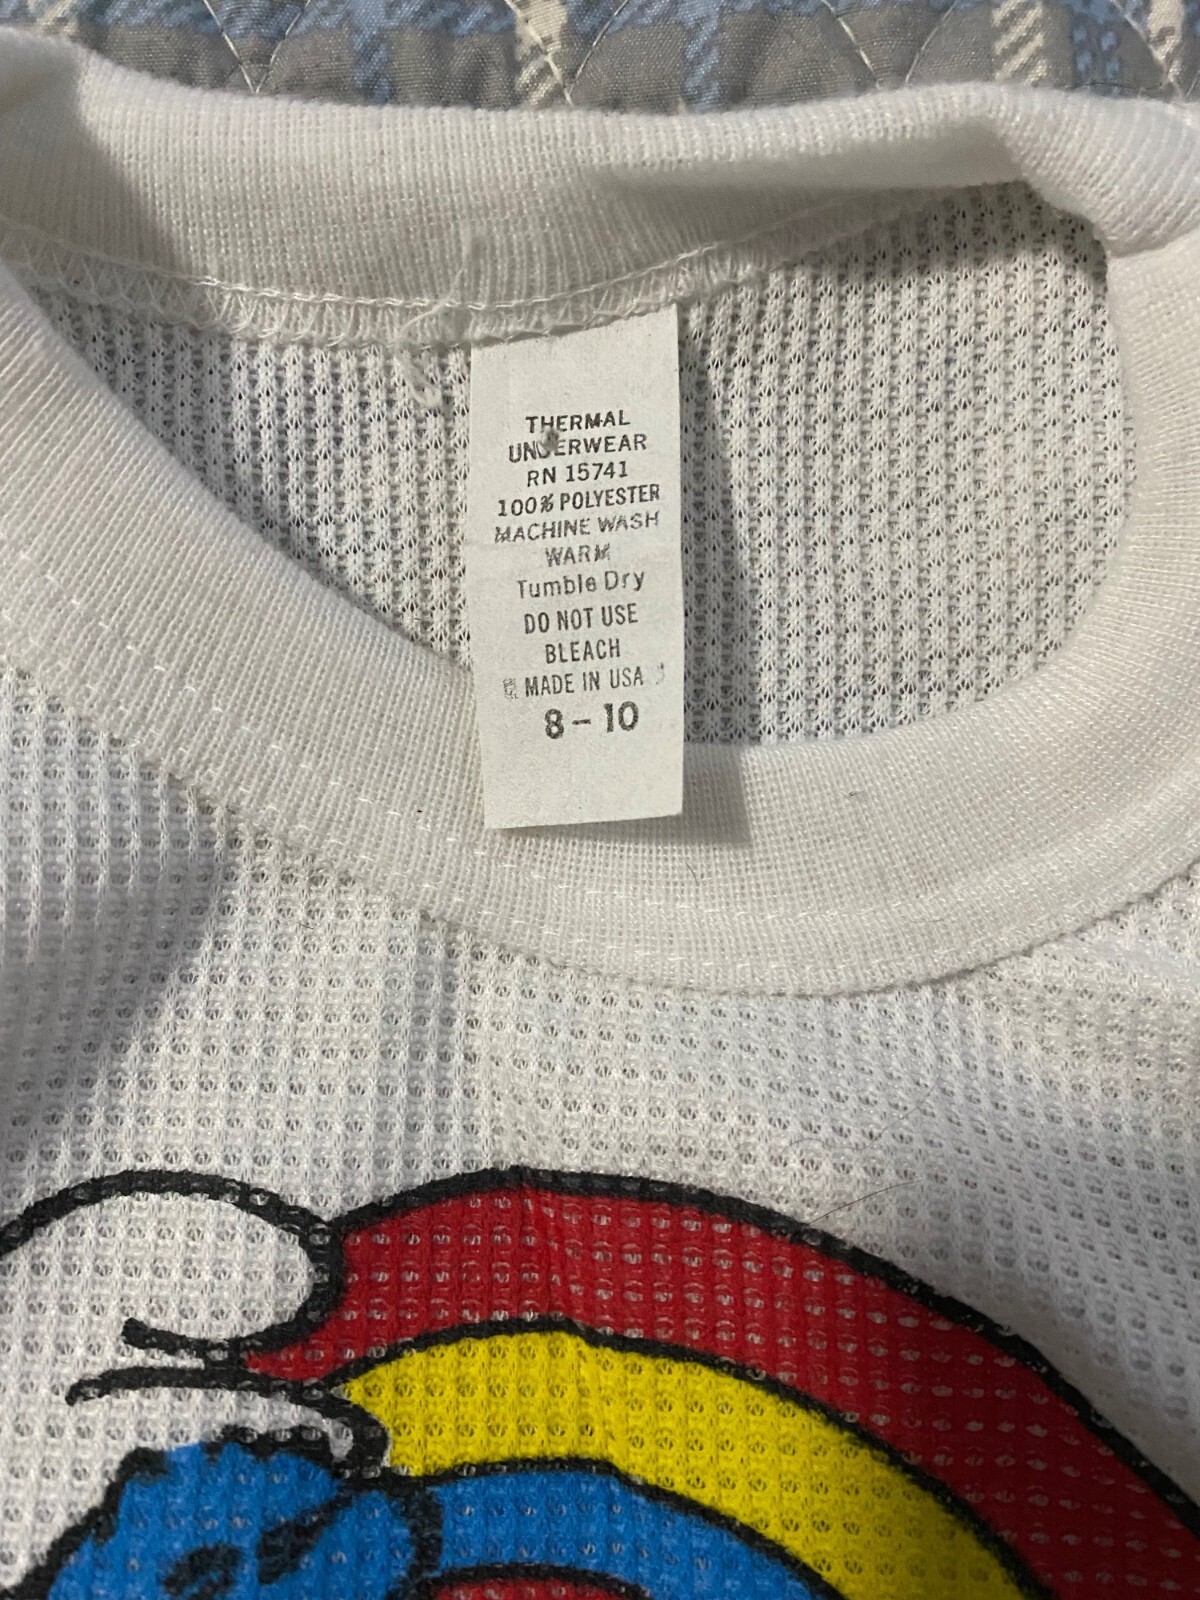 THERMAL
UNDERWEAR
RN 15741
100% POLYESTER
MACHINE WASH
WARM
Tumble Dry
DO NOT USE
BLEACH
MADE IN USA
8-10